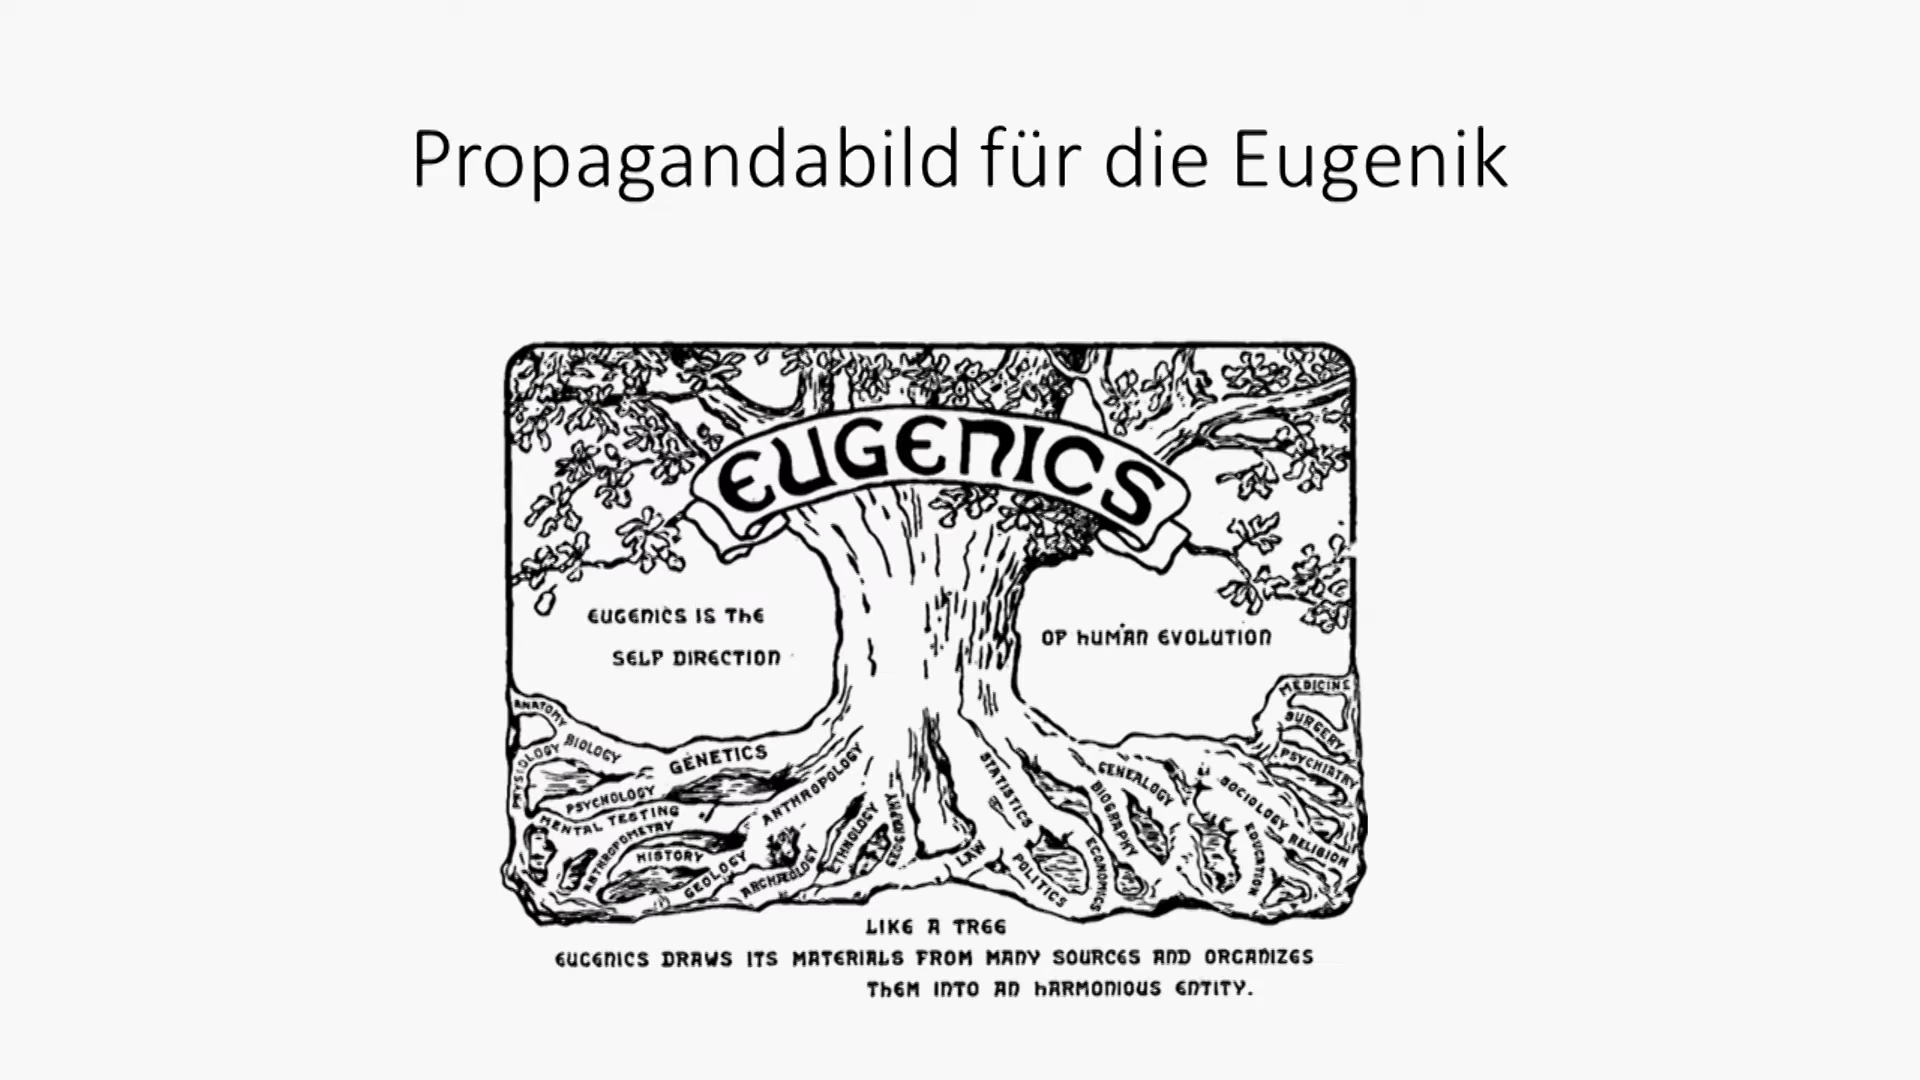 Propagandabild für die Eugenik
EUGENICS
EUGENICS IS THE
SELF DIRECTION
OF HUMAN EVOLUTION
ANATOMY
PHYSIOLOGY
BIOLOGY
GENETICS
PSYCHOLOGY
MENTAL TESTING
ANTHROPOMETRY
HISTORY
GEOLOGY
ANTHROPOLOGY
ARCHÆOLOGY
ETHNOLOGY
GEOGRAPHY
LAW
STATISTICS
POLITICS
ECONOMICS
BIOGRAPHY
GENEALOGY
EDUCATION
SOCIOLOGY
RELIGION
PSYCHIATRY
SURGERY
MEDICINE
LIKE A TREE
EUGENICS DRAWS ITS MATERIALS FROM MANY SOURCES AND ORGANIZES
THEM INTO AN HARMONIOUS ENTITY.